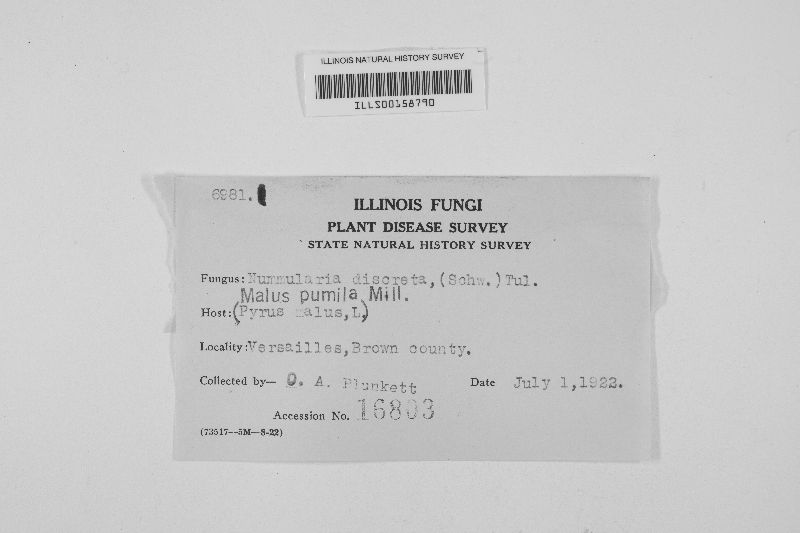 ILLINOIS NATURAL HISTORY SURVEY
ILLS00158790
6981.
ILLINOIS FUNGI
PLANT DISEASE SURVEY
STATE NATURAL HISTORY SURVEY
Fungus: Nummularia discreta, (Schw.) Tul.
Malus pumila Mill.
Host: (Pyrus malus, L.)
Locality: Versailles, Brown county.
Collected by— O. A. Plunkett Date July 1, 1922.
Accession No. 16803
(73517—5M—8-22)